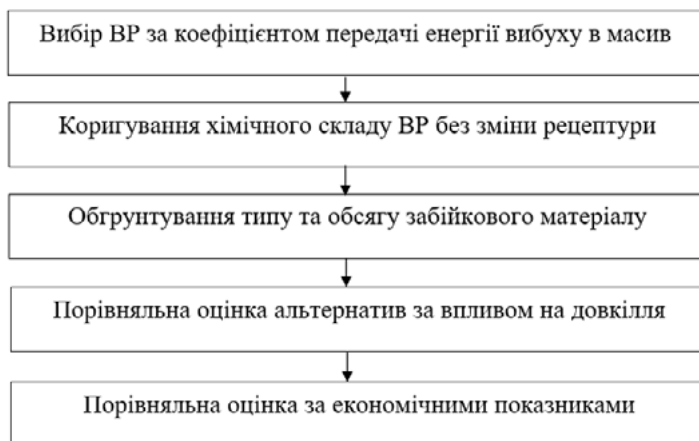 Вибір ВР за коефіцієнтом передачі енергії вибуху в масив
Коригування хімічного складу ВР без зміни рецептури
Обгрунтування типу та обсягу забійкового матеріалу
Порівняльна оцінка альтернатив за впливом на довкілля
Порівняльна оцінка за економічними показниками